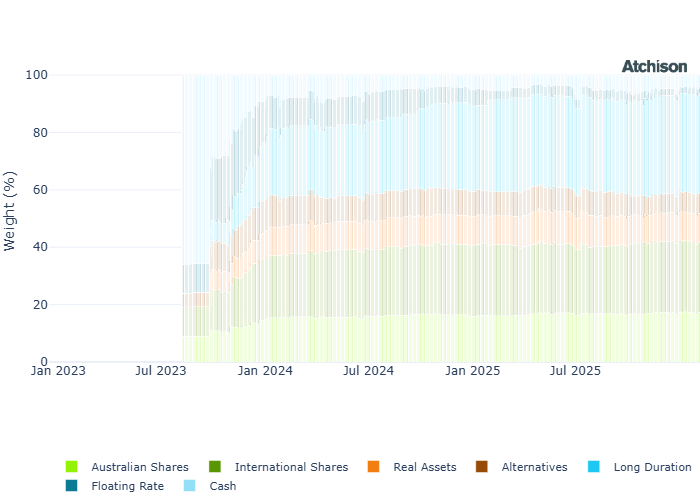 Atchison
100
80
60
40
20
0
Weight (%)
Jan 2023
Jul 2023
Jan 2024
Jul 2024
Jan 2025
Jul 2025
Australian Shares
International Shares
Real Assets
Alternatives
Long Duration
Floating Rate
Cash